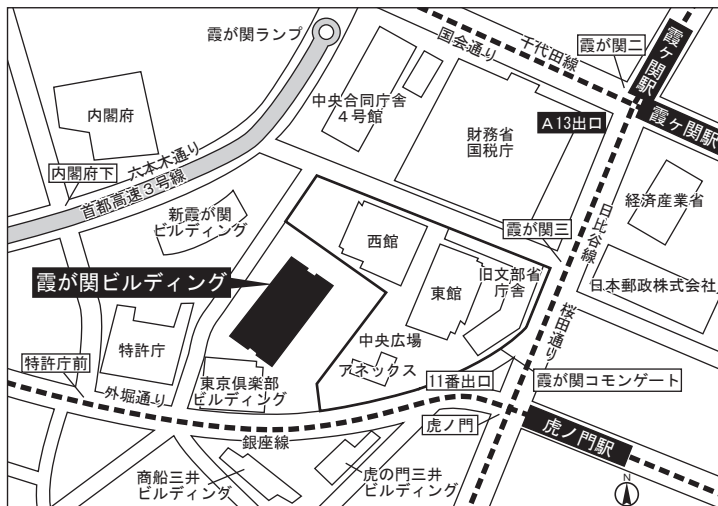 霞が関ランプ
国会通り
千代田線
霞が関二
霞ケ関駅
霞ケ関駅
内閣府
中央合同庁舎
4号館
財務省
国税庁
A13出口
内閣府下
六本木通り
首都高速3号線
新霞が関
ビルディング
西館
霞が関三
日比谷線
経済産業省
東館
旧文部省
庁舎
日本郵政株式会社
霞が関ビルディング
特許庁
中央広場
アネックス
桜田通り
特許庁前
外堀通り
東京倶楽部
ビルディング
11番出口
霞が関コモンゲート
銀座線
虎ノ門
虎ノ門駅
商船三井
ビルディング
虎の門三井
ビルディング
N